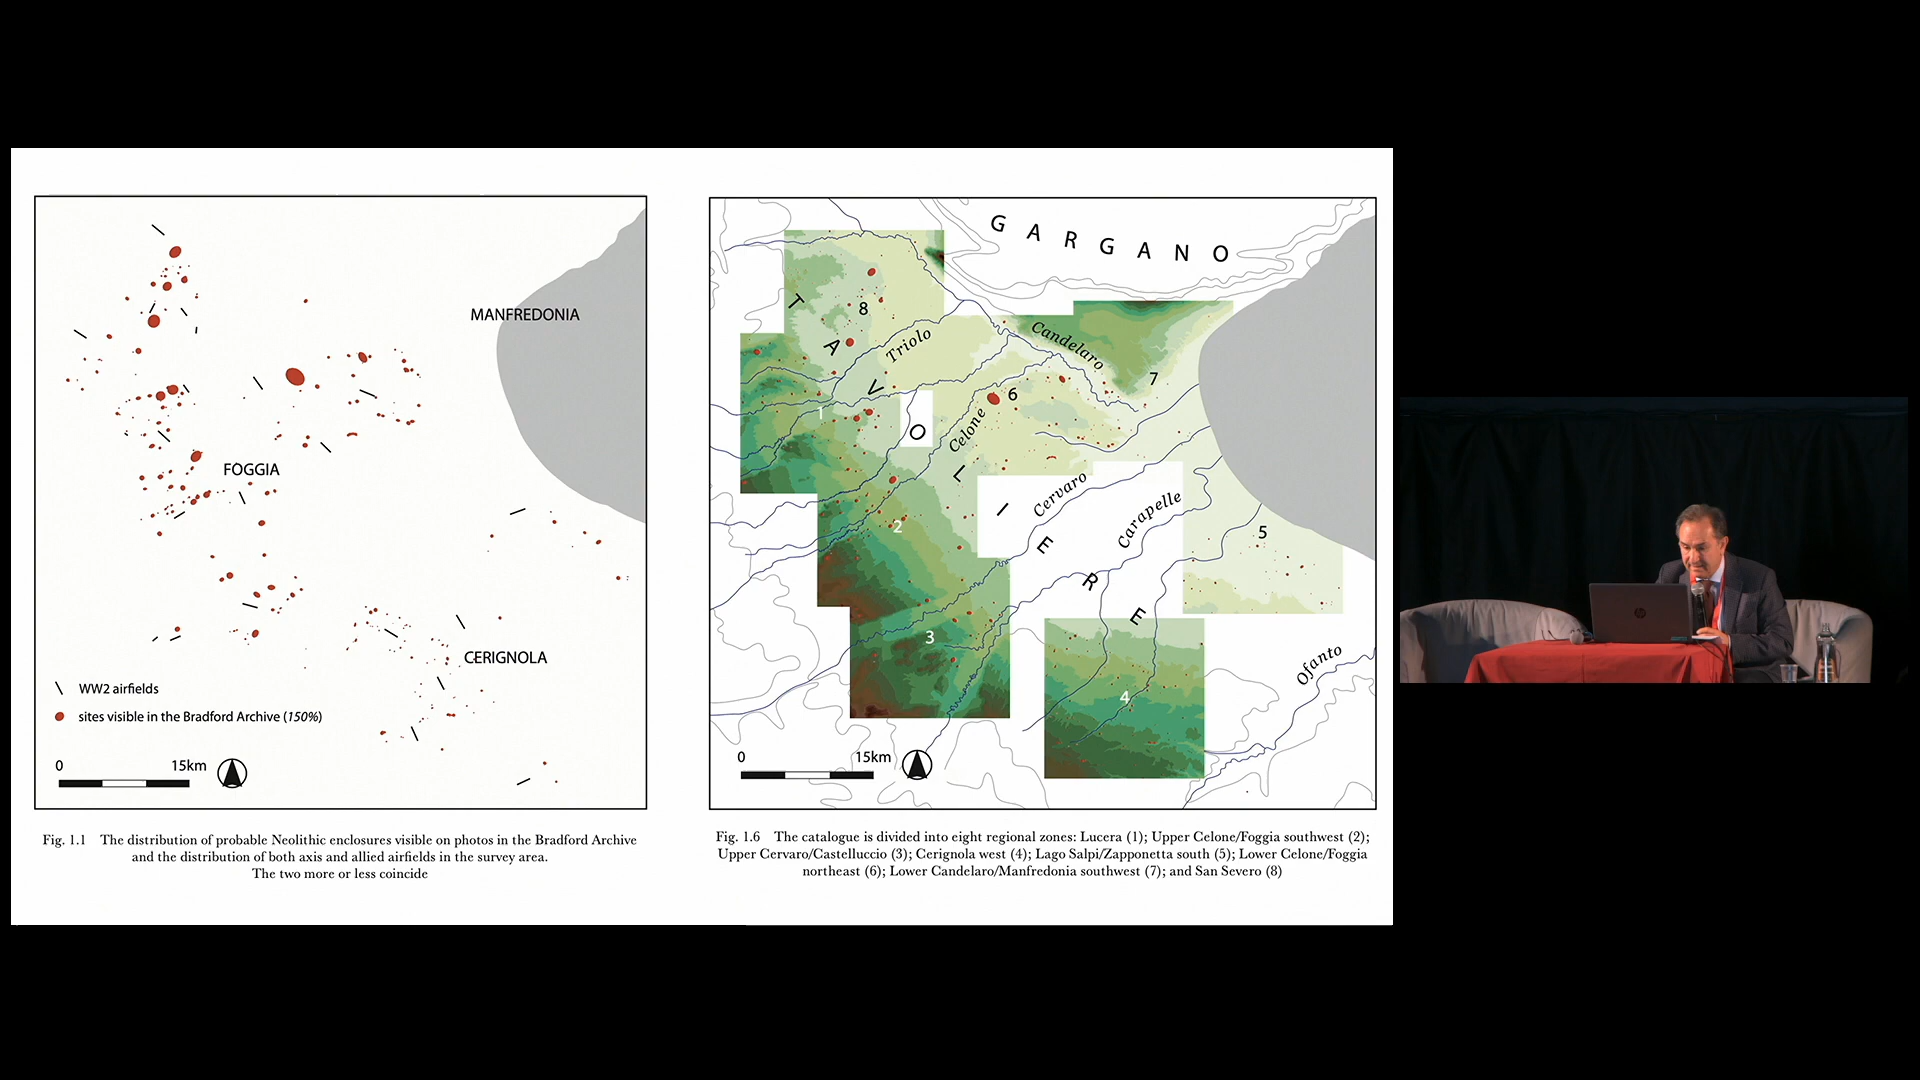 MANFREDONIA
FOGGIA
CERIGNOLA
WW2 airfields
sites visible in the Bradford Archive (150%)
0 15km
Fig. 1.1 The distribution of probable Neolithic enclosures visible on photos in the Bradford Archive
and the distribution of both axis and allied airfields in the survey area.
The two more or less coincide
GARGANO
TAVOLIERE
Triolo
Candelaro
Celone
Cervaro
Carapelle
Ofanto
8
7
6
1
2
5
3
4
0 15km
Fig. 1.6 The catalogue is divided into eight regional zones: Lucera (1); Upper Celone/Foggia southwest (2);
Upper Cervaro/Castelluccio (3); Cerignola west (4); Lago Salpi/Zapponetta south (5); Lower Celone/Foggia
northeast (6); Lower Candelaro/Manfredonia southwest (7); and San Severo (8)
hp